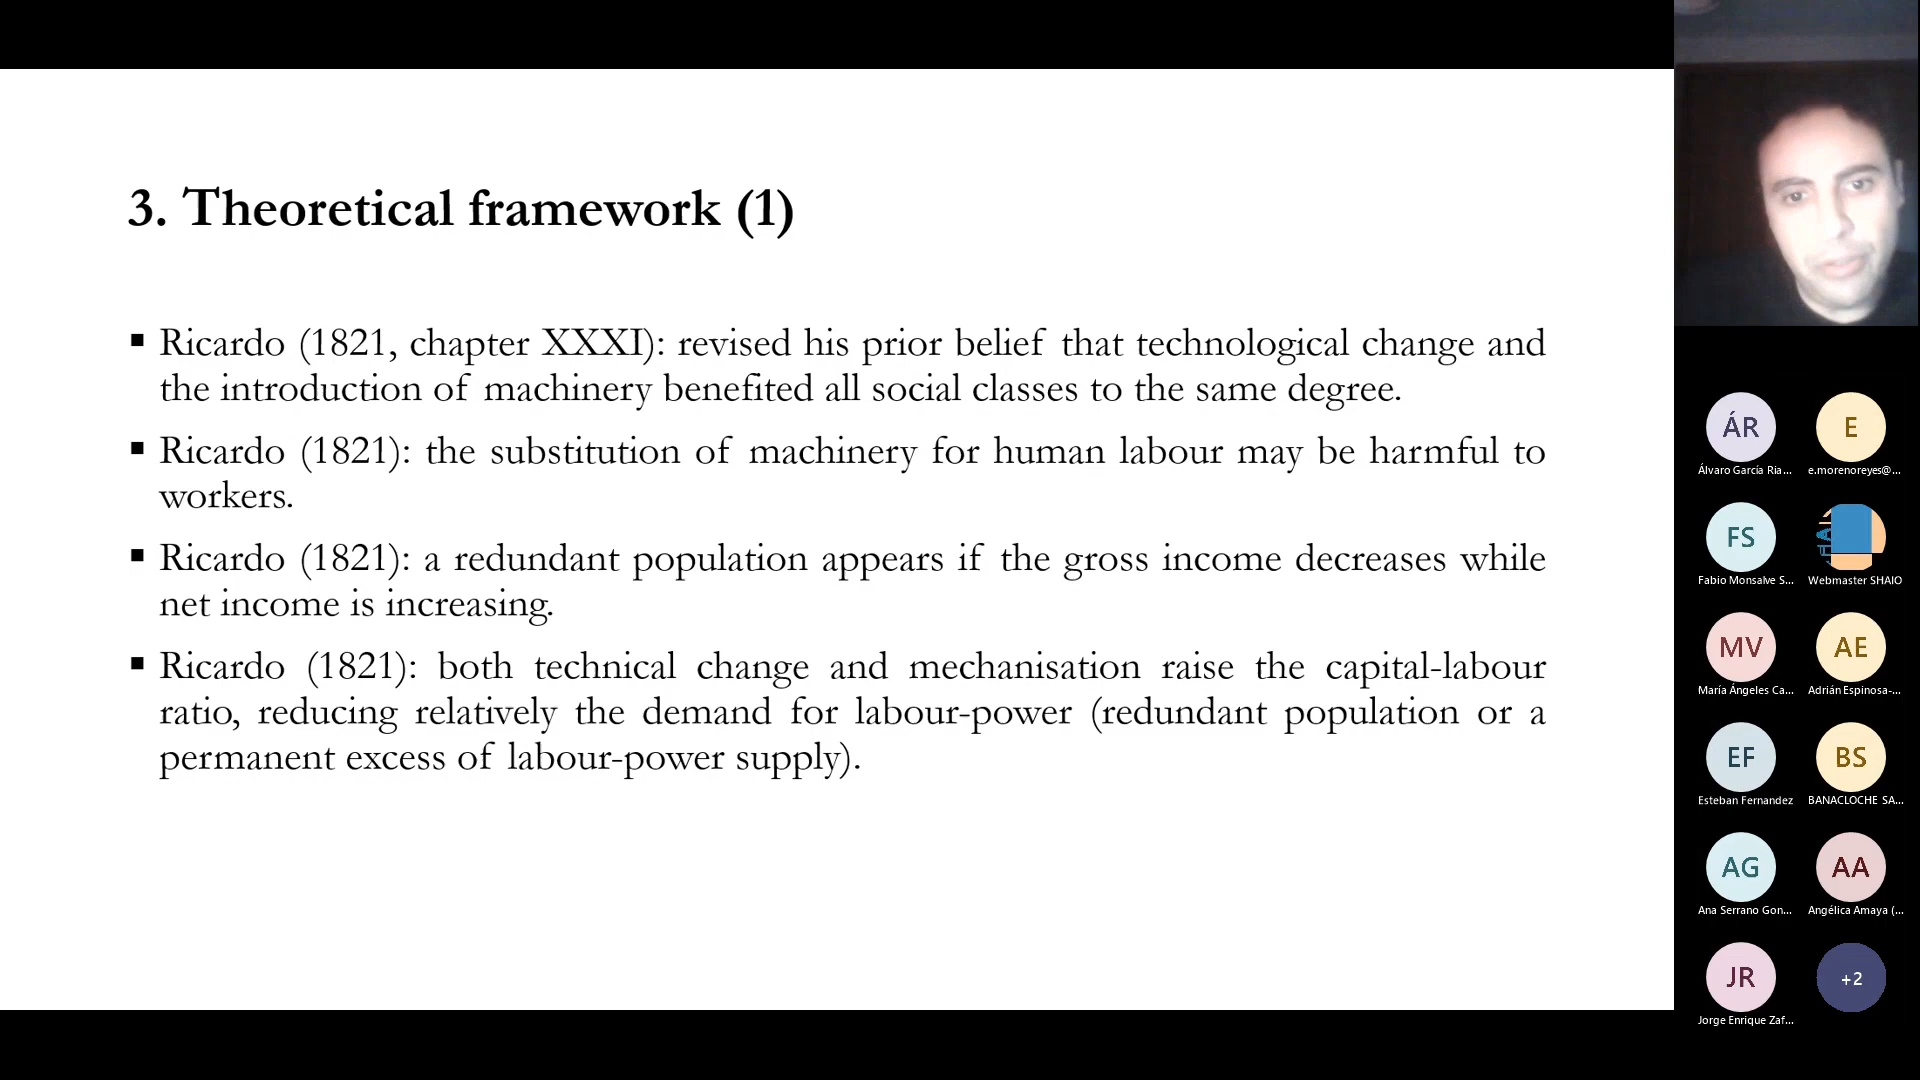 3. Theoretical framework (1)
▪ Ricardo (1821, chapter XXXI): revised his prior belief that technological change and
the introduction of machinery benefited all social classes to the same degree.
▪ Ricardo (1821): the substitution of machinery for human labour may be harmful to
workers.
▪ Ricardo (1821): a redundant population appears if the gross income decreases while
net income is increasing.
▪ Ricardo (1821): both technical change and mechanisation raise the capital-labour
ratio, reducing relatively the demand for labour-power (redundant population or a
permanent excess of labour-power supply).
ÁR
E
Álvaro García Ria...
e.morenoreyes@...
FS
Fabio Monsalve S...
Webmaster SHAIO
MV
AE
María Ángeles Ca...
Adrián Espinosa-...
EF
BS
Esteban Fernandez
BANACLOCHE SA...
AG
AA
Ana Serrano Gon...
Angélica Amaya (...
JR
+2
Jorge Enrique Zaf...